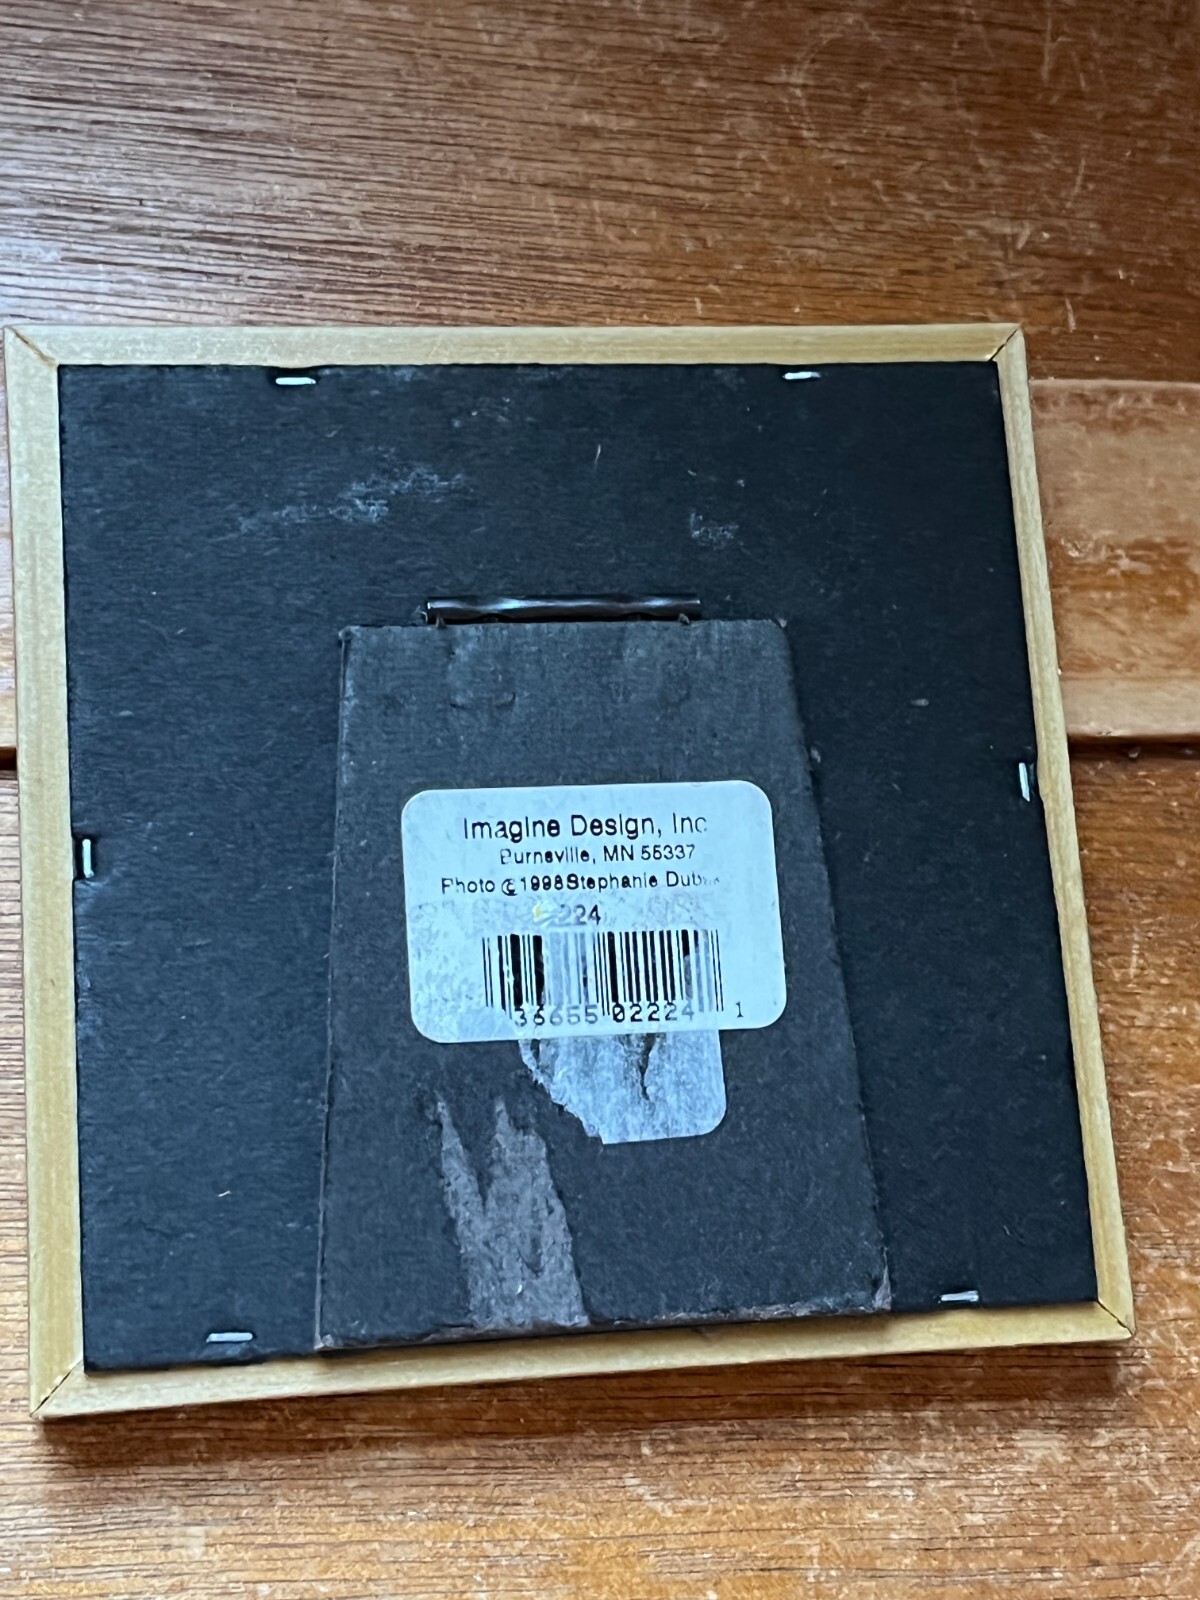 Imagine Design, Inc
Burnsville, MN 55337
Photo ©1998 Stephanie
224
36655 02224 1